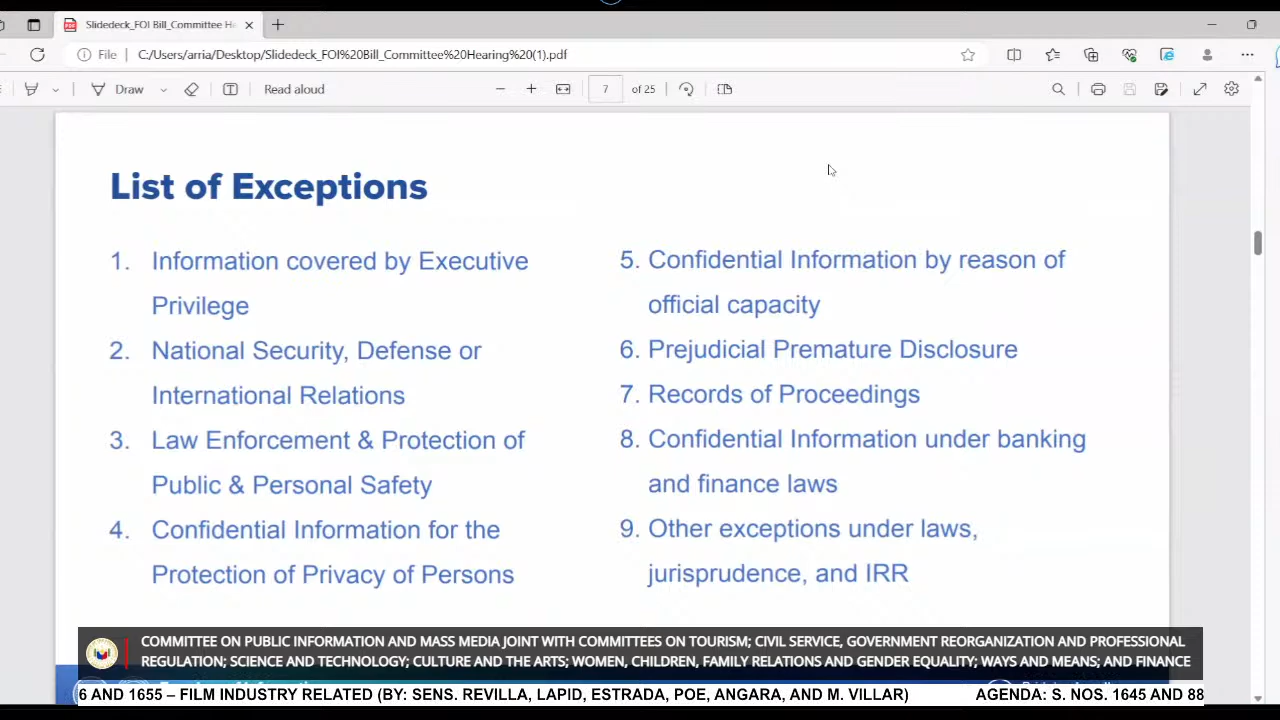 Slidedeck_FOI Bill_Committee H
File
C:/Users/arria/Desktop/Slidedeck_FOI%20Bill_Committee%20Hearing%20(1).pdf
Draw
Read aloud
7
of 25
List of Exceptions
1. Information covered by Executive
Privilege
2. National Security, Defense or
International Relations
3. Law Enforcement & Protection of
Public & Personal Safety
4. Confidential Information for the
Protection of Privacy of Persons
5. Confidential Information by reason of
official capacity
6. Prejudicial Premature Disclosure
7. Records of Proceedings
8. Confidential Information under banking
and finance laws
9. Other exceptions under laws,
jurisprudence, and IRR
COMMITTEE ON PUBLIC INFORMATION AND MASS MEDIA JOINT WITH COMMITTEES ON TOURISM; CIVIL SERVICE, GOVERNMENT REORGANIZATION AND PROFESSIONAL
REGULATION; SCIENCE AND TECHNOLOGY; CULTURE AND THE ARTS; WOMEN, CHILDREN, FAMILY RELATIONS AND GENDER EQUALITY; WAYS AND MEANS; AND FINANCE
6 AND 1655 – FILM INDUSTRY RELATED (BY: SENS. REVILLA, LAPID, ESTRADA, POE, ANGARA, AND M. VILLAR)
AGENDA: S. NOS. 1645 AND 88